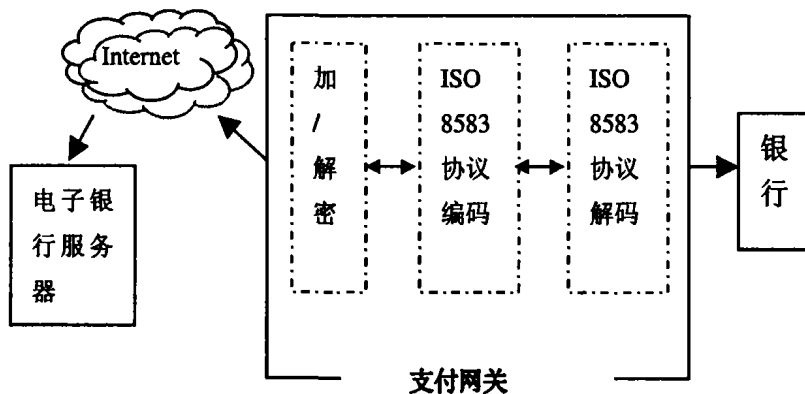 Internet
电子银
行服务
器
加
/
解
密
ISO
8583
协议
编码
ISO
8583
协议
解码
银
行
支付网关